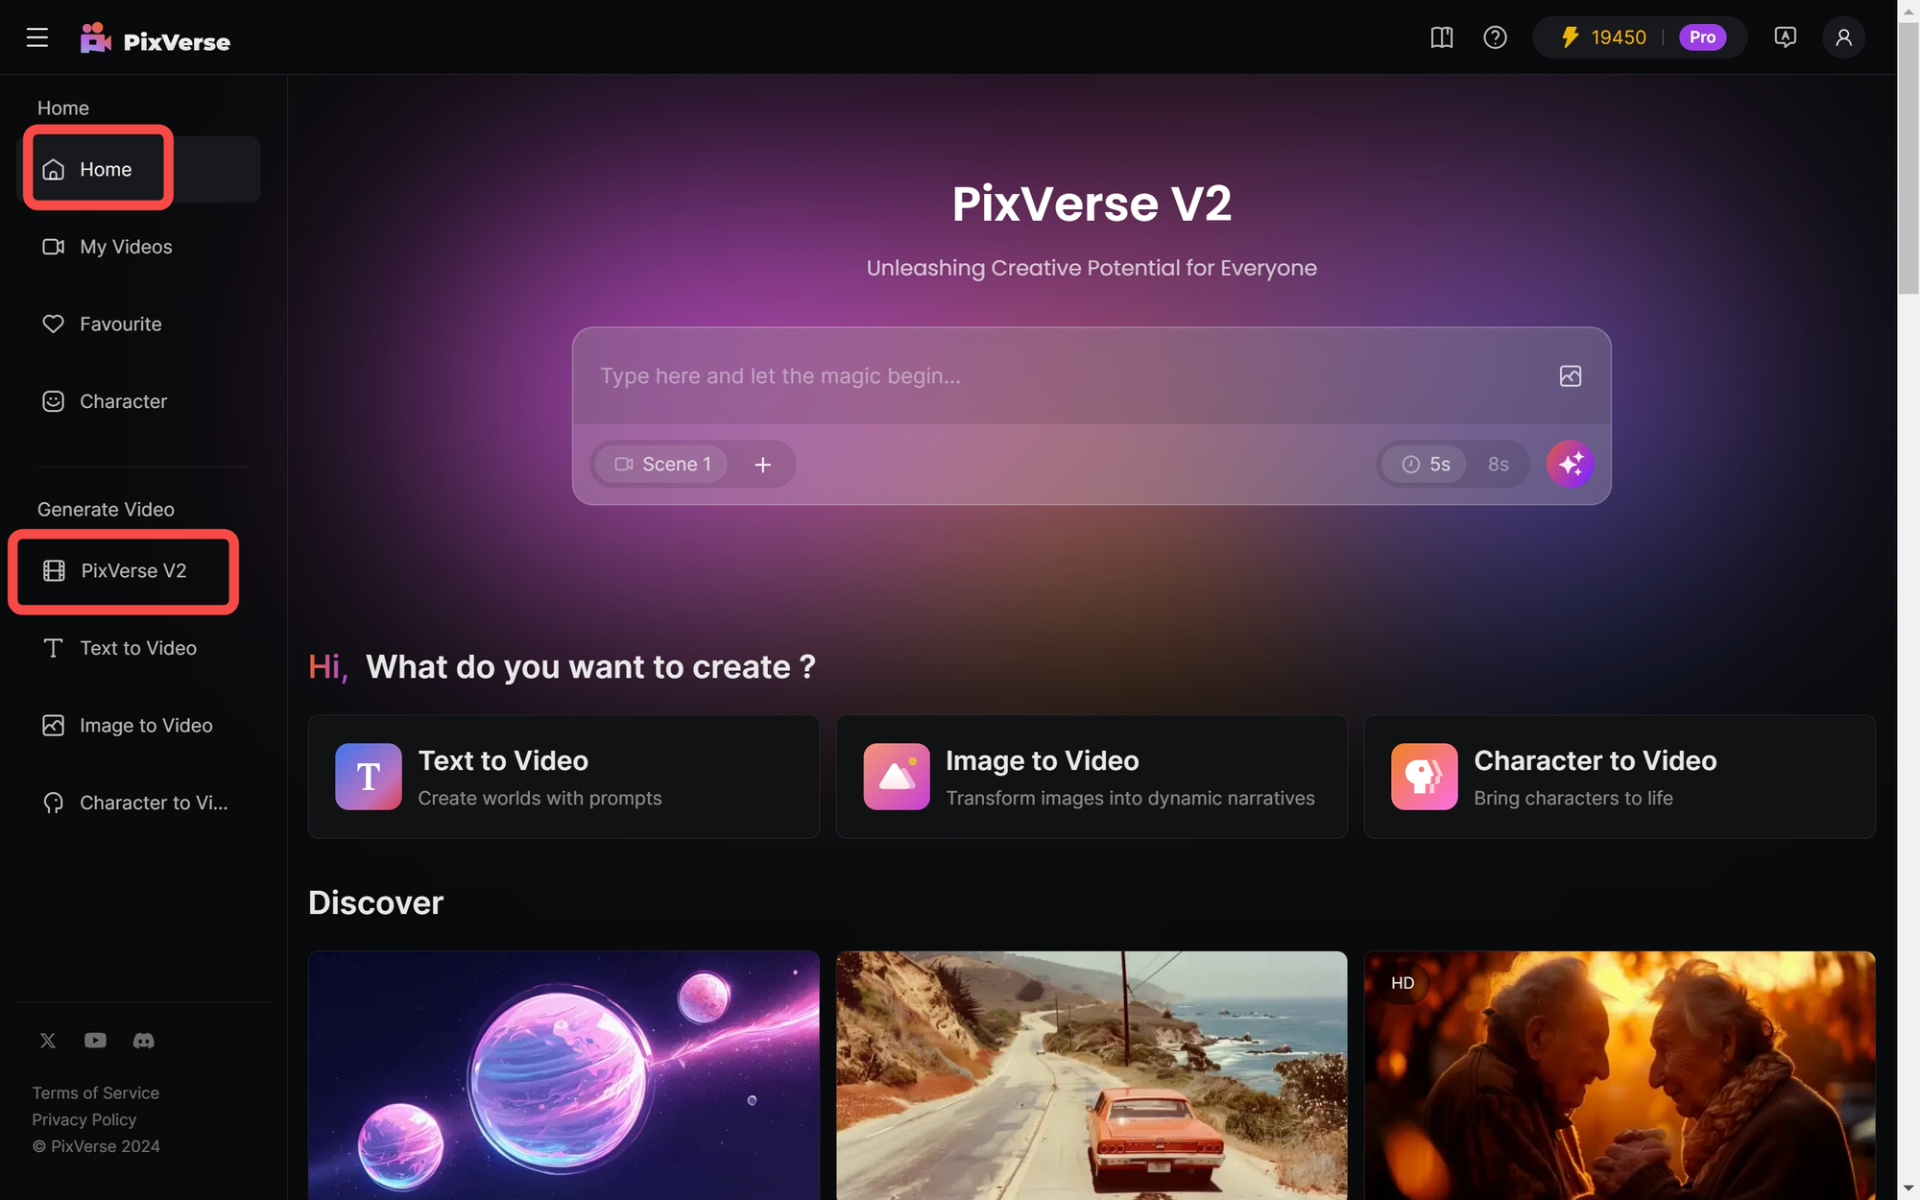 PixVerse
19450
Pro
Home
Home
My Videos
Favourite
Character
Generate Video
PixVerse V2
Text to Video
Image to Video
Character to Vi...
Terms of Service
Privacy Policy
© PixVerse 2024
PixVerse V2
Unleashing Creative Potential for Everyone
Type here and let the magic begin...
Scene 1 +
5s 8s
Hi, What do you want to create ?
T
Text to Video
Create worlds with prompts
Image to Video
Transform images into dynamic narratives
Character to Video
Bring characters to life
Discover
HD